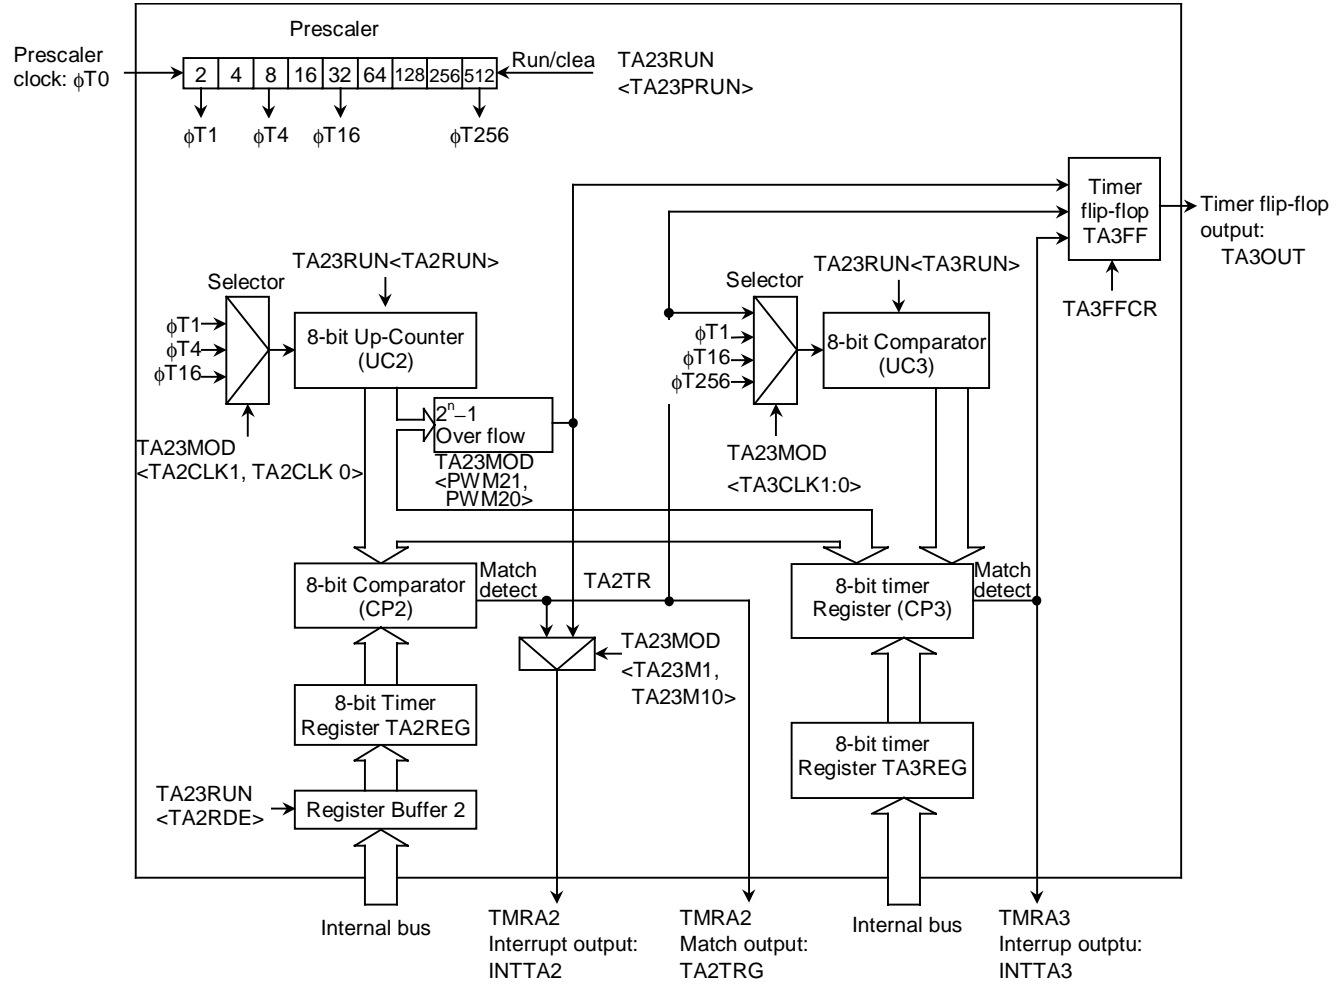 Prescaler
Prescaler
clock: ϕT0
2 4 8 16 32 64 128 256 512
Run/clea
TA23RUN
<TA23PRUN>
ϕT1
ϕT4
ϕT16
ϕT256
Timer
flip-flop
TA3FF
Timer flip-flop
output:
TA3OUT
TA3FFCR
TA23RUN<TA2RUN>
Selector
ϕT1
ϕT4
ϕT16
8-bit Up-Counter
(UC2)
TA23MOD
<TA2CLK1, TA2CLK 0>
2ⁿ–1
Over flow
TA23MOD
<PWM21,
PWM20>
TA23RUN<TA3RUN>
Selector
ϕT1
ϕT16
ϕT256
8-bit Comparator
(UC3)
TA23MOD
<TA3CLK1:0>
8-bit Comparator
(CP2)
Match
detect
TA2TR
8-bit timer
Register (CP3)
Match
detect
TA23MOD
<TA23M1,
TA23M10>
8-bit Timer
Register TA2REG
8-bit timer
Register TA3REG
TA23RUN
<TA2RDE>
Register Buffer 2
Internal bus
TMRA2
Interrupt output:
INTTA2
TMRA2
Match output:
TA2TRG
Internal bus
TMRA3
Interrup outptu:
INTTA3